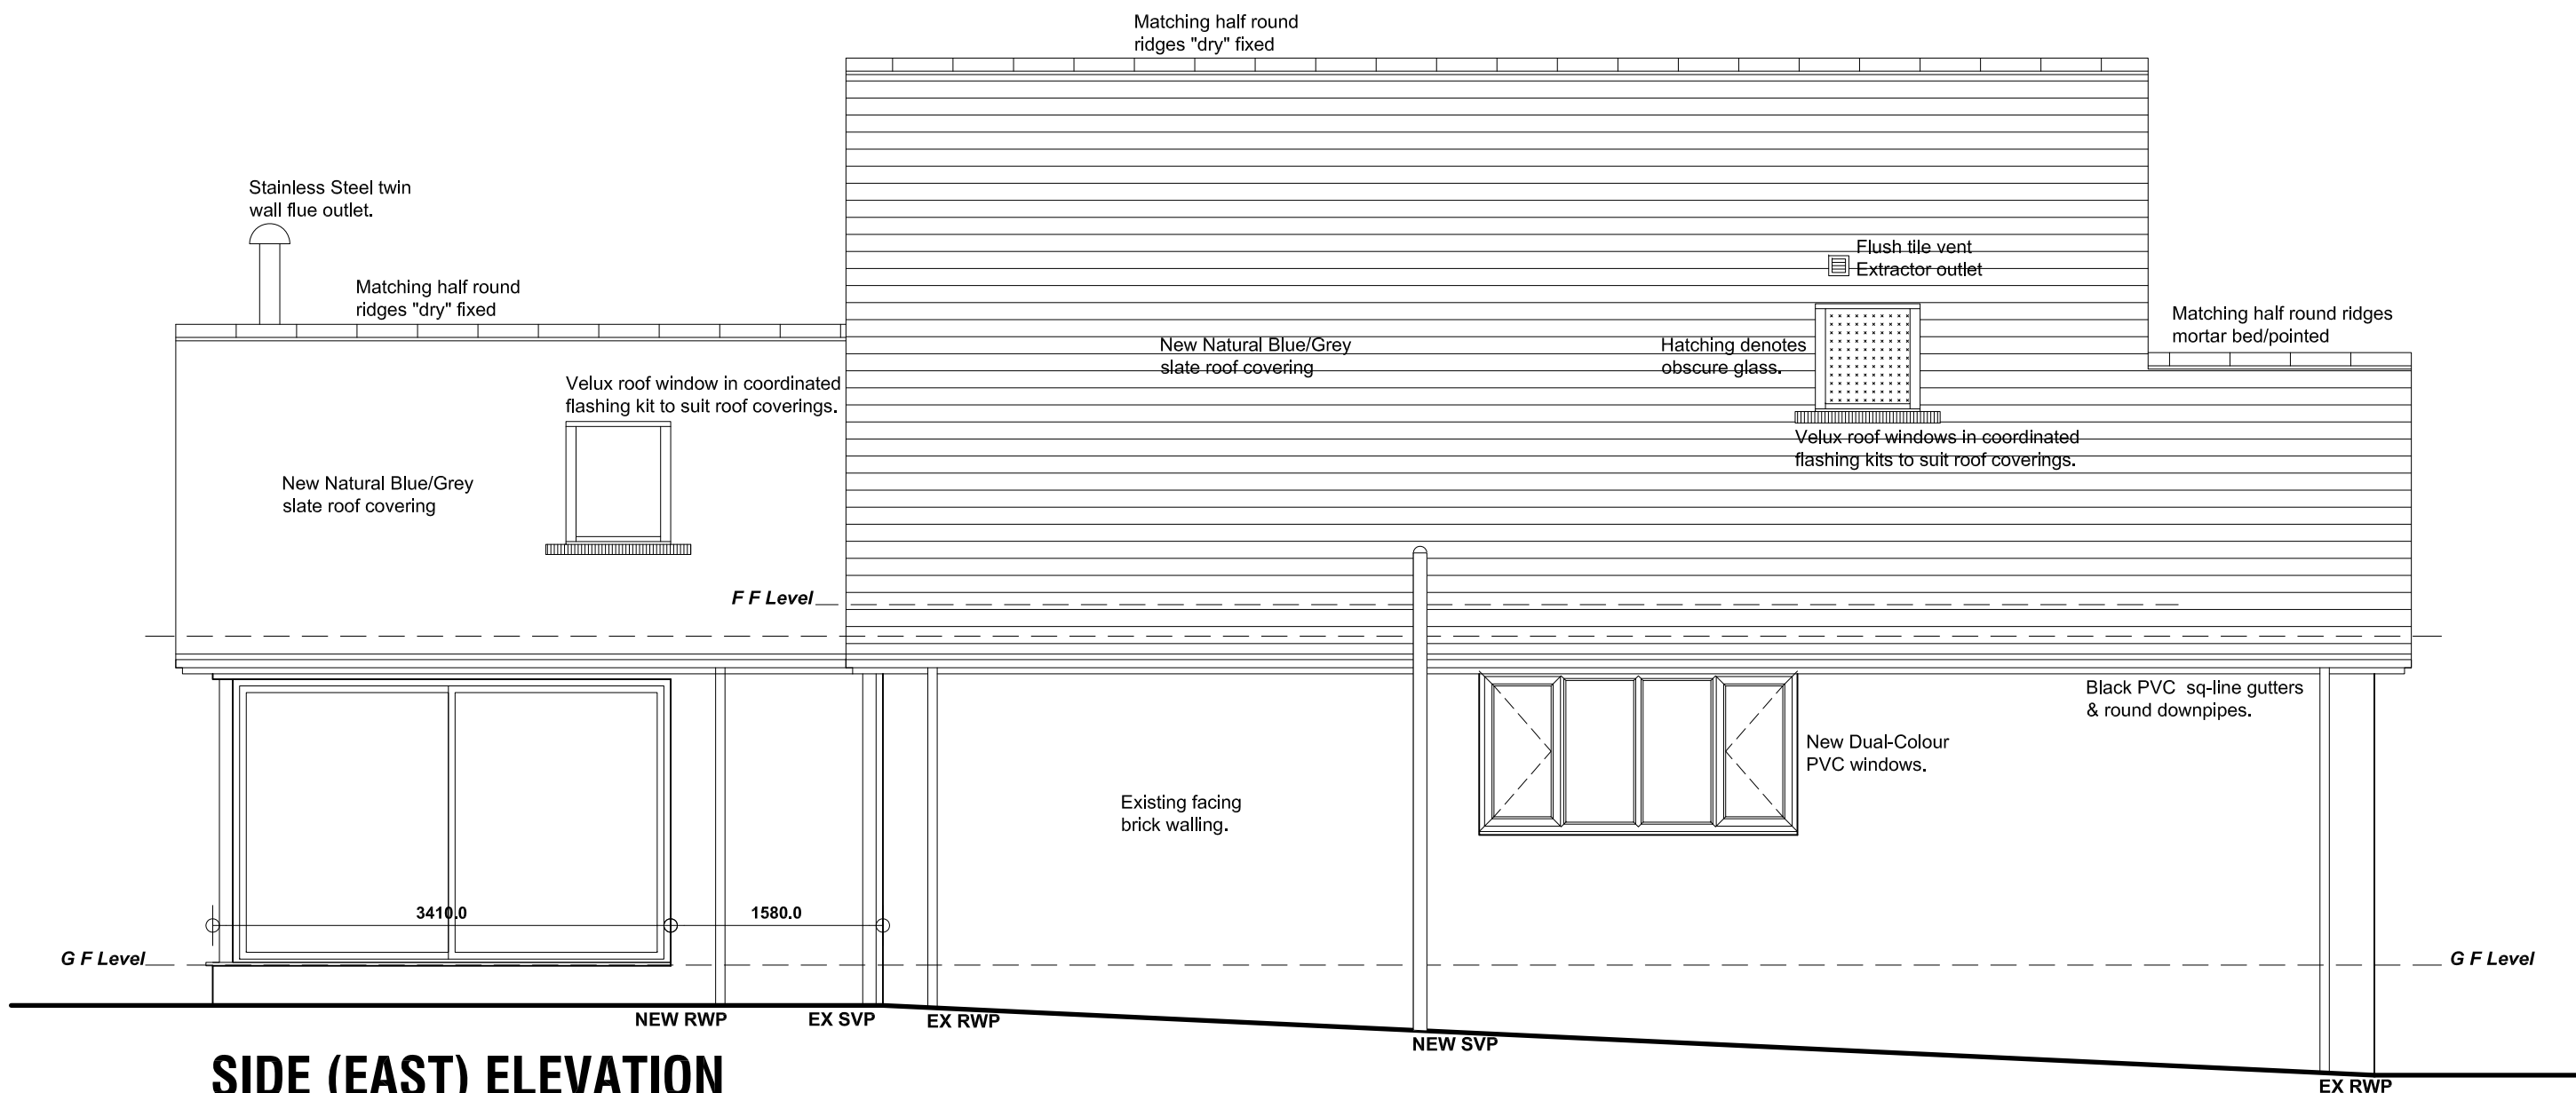 Matching half round
ridges "dry" fixed
Stainless Steel twin
wall flue outlet.
Matching half round
ridges "dry" fixed
Flush tile vent
Extractor outlet
Matching half round ridges
mortar bed/pointed
New Natural Blue/Grey
slate roof covering
Hatching denotes
obscure glass.
Velux roof window in coordinated
flashing kit to suit roof coverings.
Velux roof windows in coordinated
flashing kits to suit roof coverings.
New Natural Blue/Grey
slate roof covering
F F Level
Black PVC sq-line gutters
& round downpipes.
New Dual-Colour
PVC windows.
Existing facing
brick walling.
3410.0
1580.0
G F Level
G F Level
NEW RWP
EX SVP
EX RWP
NEW SVP
EX RWP
SIDE (EAST) ELEVATION